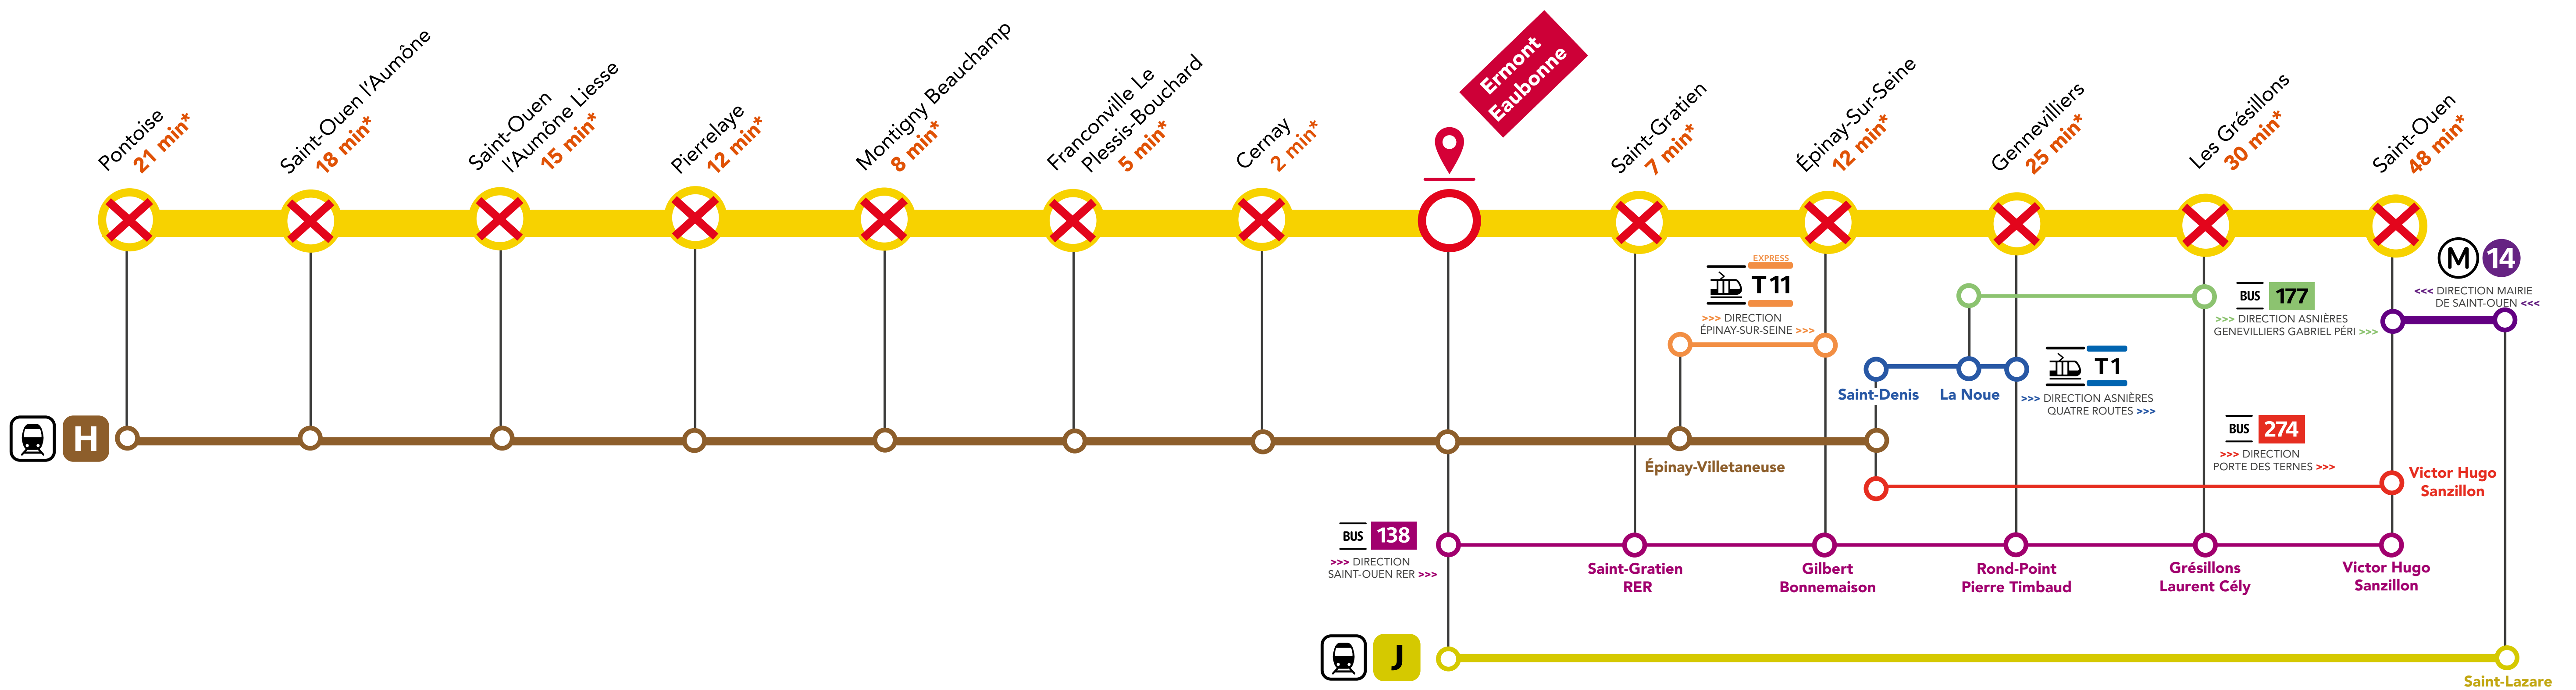 Pontoise
21 min*
Saint-Ouen l'Aumône
18 min*
Saint-Ouen
l'Aumône Liesse
15 min*
Pierrelaye
12 min*
Montigny Beauchamp
8 min*
Franconville Le
Plessis-Bouchard
5 min*
Cernay
2 min*
Ermont
Eaubonne
Saint-Gratien
7 min*
Épinay-Sur-Seine
12 min*
Gennevilliers
25 min*
Les Grésillons
30 min*
Saint-Ouen
48 min*
M 14
<<< DIRECTION MAIRIE
DE SAINT-OUEN <<<
EXPRESS
T 11
>>> DIRECTION
ÉPINAY-SUR-SEINE >>>
BUS 177
>>> DIRECTION ASNIÈRES
GENEVILLIERS GABRIEL PÉRI >>>
T 1
>>> DIRECTION ASNIÈRES
QUATRE ROUTES >>>
Saint-Denis
La Noue
H
Épinay-Villetaneuse
BUS 274
>>> DIRECTION
PORTE DES TERNES >>>
Victor Hugo
Sanzillon
BUS 138
>>> DIRECTION
SAINT-OUEN RER >>>
Saint-Gratien
RER
Gilbert
Bonnemaison
Rond-Point
Pierre Timbaud
Grésillons
Laurent Cély
Victor Hugo
Sanzillon
J
Saint-Lazare